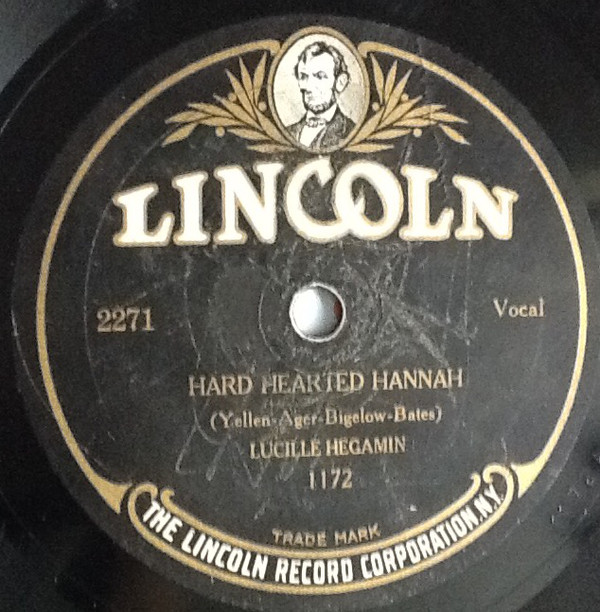 LINCOLN
2271
Vocal
HARD HEARTED HANNAH
(Yellen-Ager-Bigelow-Bates)
LUCILLE HEGAMIN
1172
TRADE MARK
THE LINCOLN RECORD CORPORATION, N.Y.